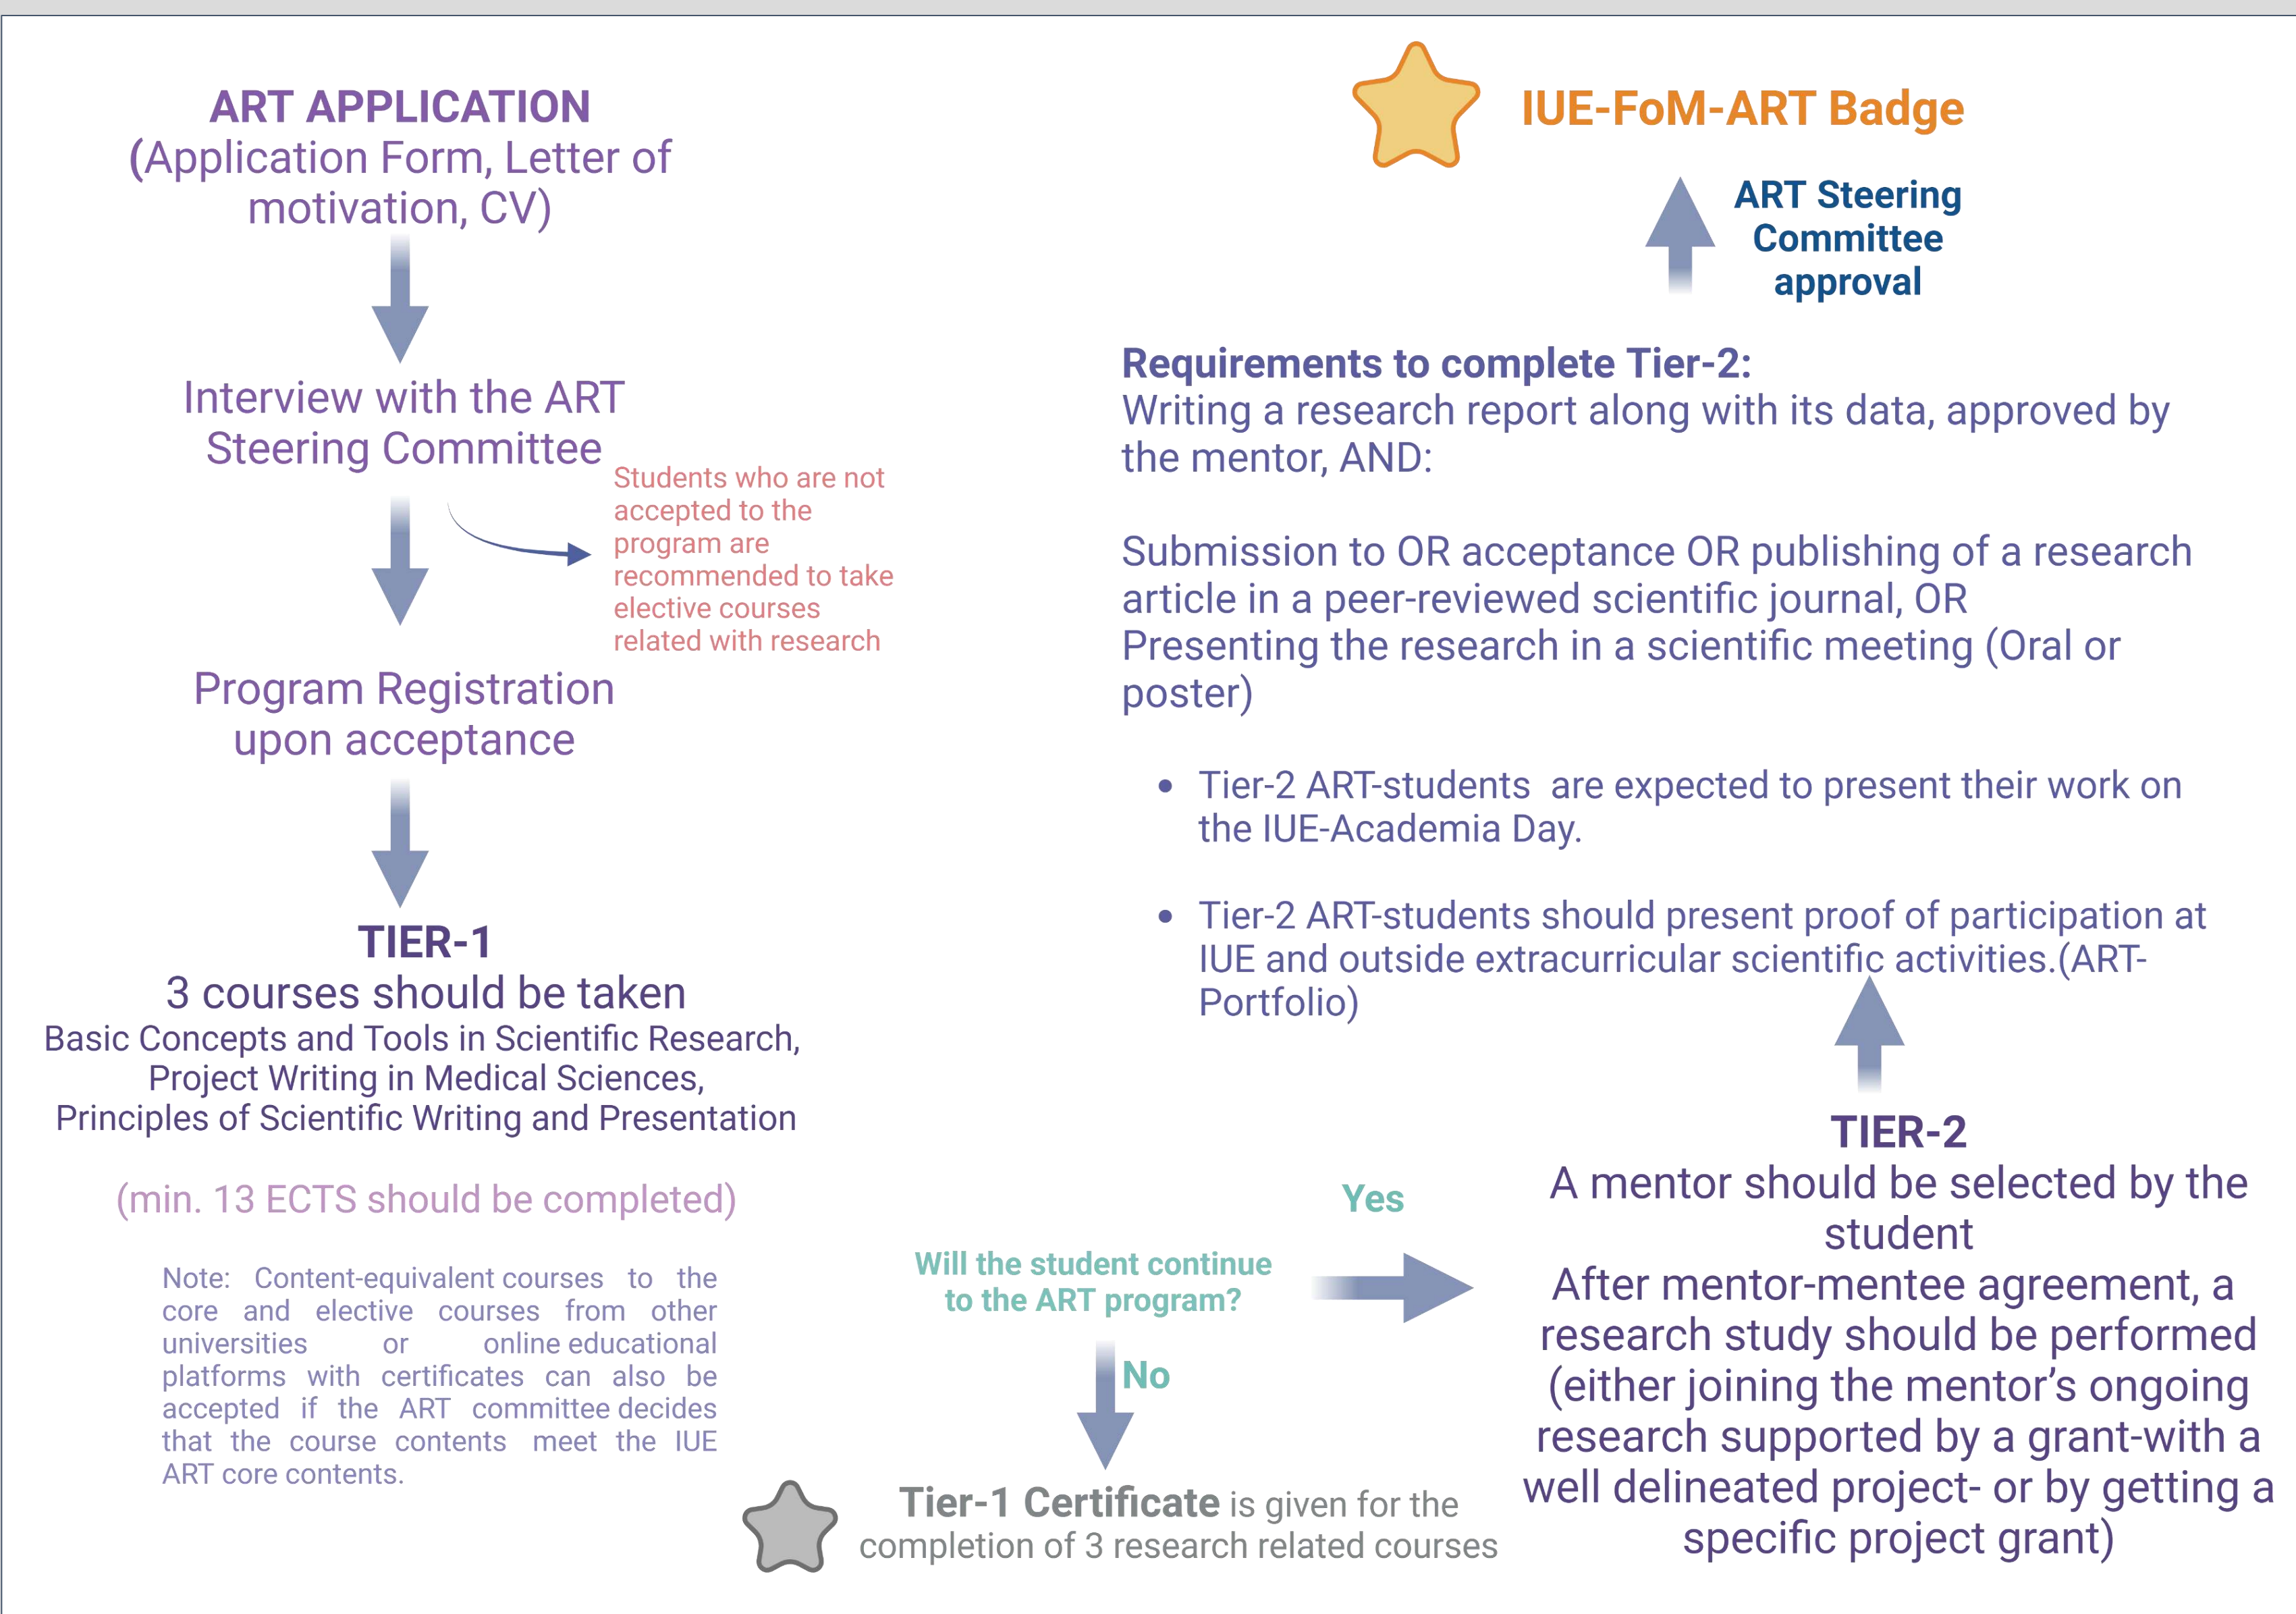 ART APPLICATION
(Application Form, Letter of
motivation, CV)
Interview with the ART
Steering Committee
Students who are not
accepted to the
program are
recommended to take
elective courses
related with research
Program Registration
upon acceptance
TIER-1
3 courses should be taken
Basic Concepts and Tools in Scientific Research,
Project Writing in Medical Sciences,
Principles of Scientific Writing and Presentation
(min. 13 ECTS should be completed)
Note: Content-equivalent courses to the
core and elective courses from other
universities or online educational
platforms with certificates can also be
accepted if the ART committee decides
that the course contents meet the IUE
ART core contents.
Will the student continue
to the ART program?
Yes
No
Tier-1 Certificate is given for the
completion of 3 research related courses
TIER-2
A mentor should be selected by the
student
After mentor-mentee agreement, a
research study should be performed
(either joining the mentor’s ongoing
research supported by a grant-with a
well delineated project- or by getting a
specific project grant)
Requirements to complete Tier-2:
Writing a research report along with its data, approved by
the mentor, AND:
Submission to OR acceptance OR publishing of a research
article in a peer-reviewed scientific journal, OR
Presenting the research in a scientific meeting (Oral or
poster)
• Tier-2 ART-students are expected to present their work on
the IUE-Academia Day.
• Tier-2 ART-students should present proof of participation at
IUE and outside extracurricular scientific activities.(ART-
Portfolio)
ART Steering
Committee
approval
IUE-FoM-ART Badge